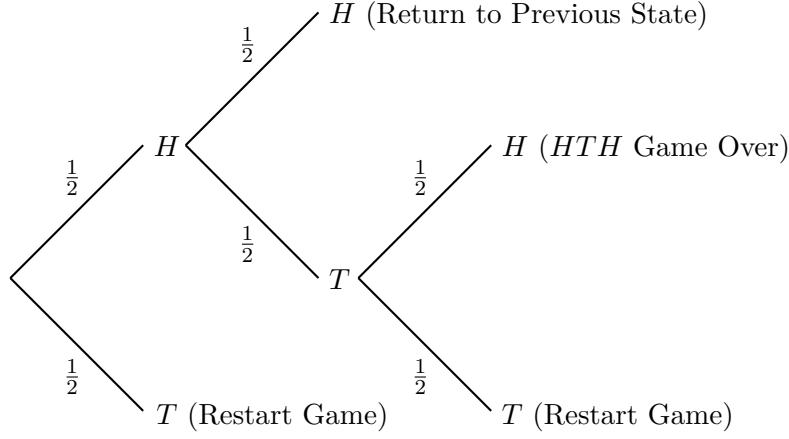 H (Return to Previous State)
1/2
1/2
H
H (HTH Game Over)
1/2
1/2
T
1/2
1/2
T (Restart Game)
T (Restart Game)